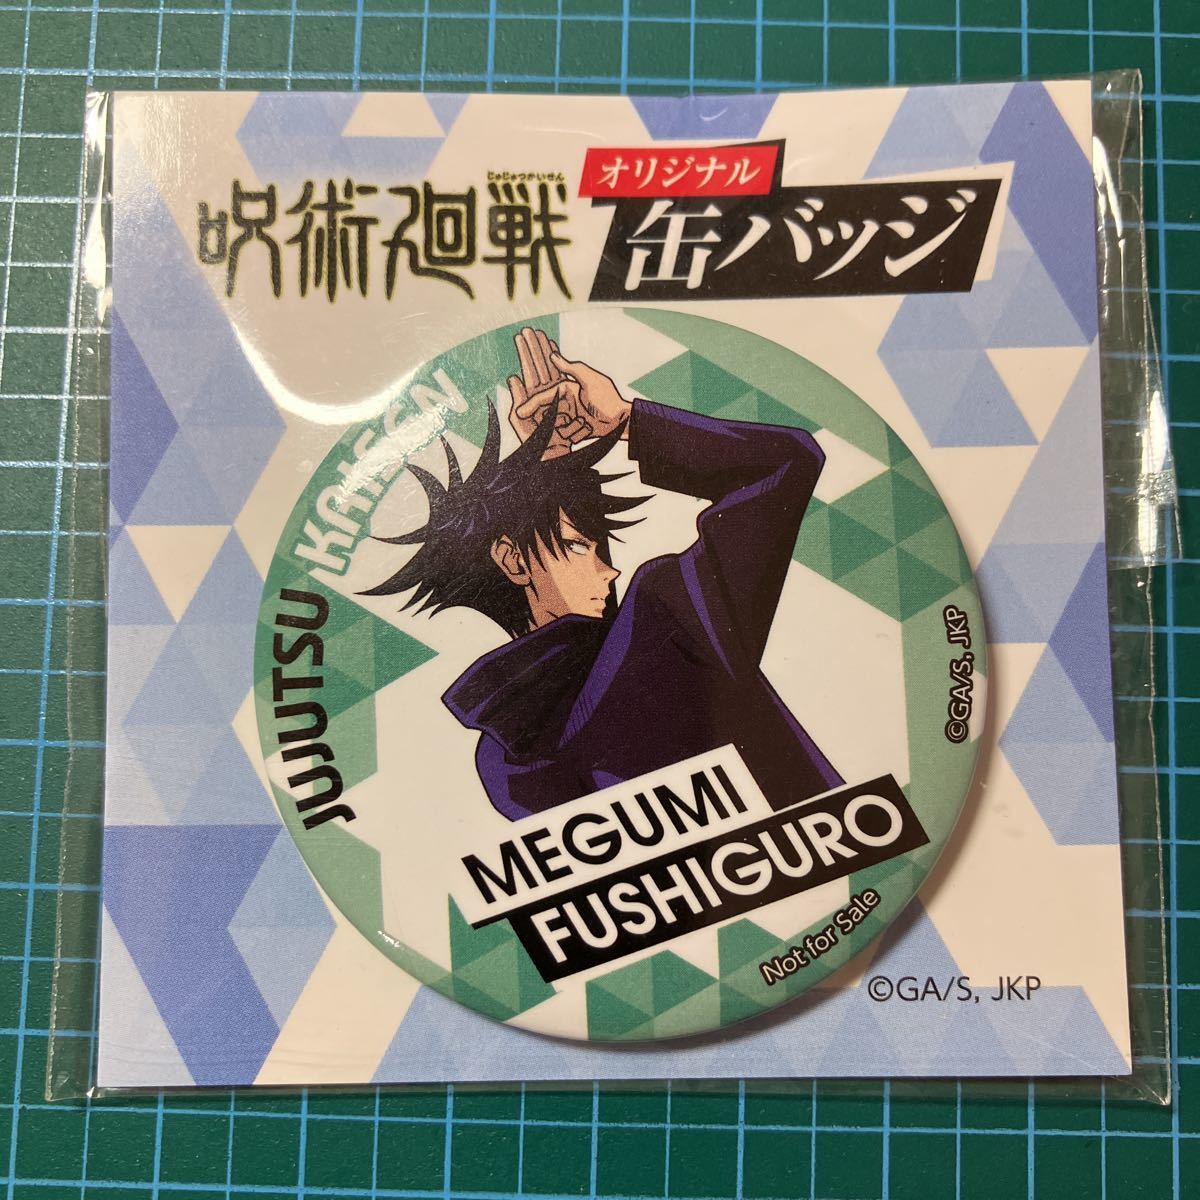 じゅじゅつかいせん
呪術廻戦
オリジナル
缶バッジ
JUJUTSU KAISEN
MEGUMI
FUSHIGURO
©GA/S, JKP
Not for Sale
©GA/S, JKP